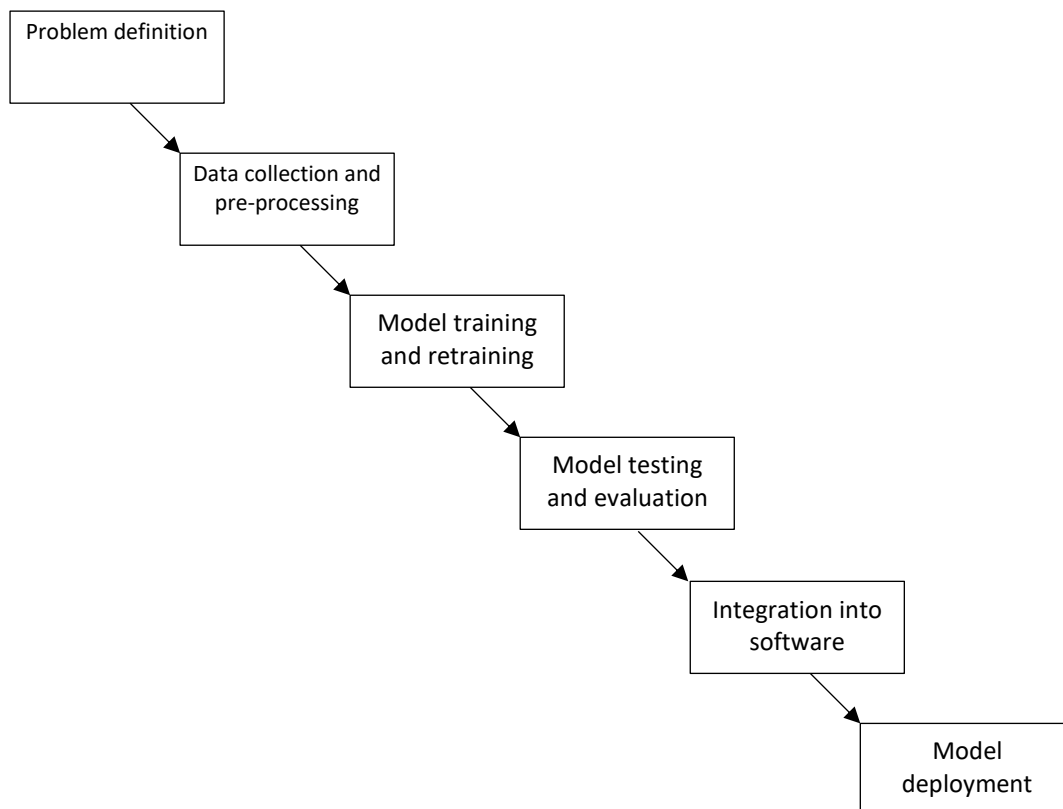 Problem definition
Data collection and
pre-processing
Model training
and retraining
Model testing
and evaluation
Integration into
software
Model
deployment